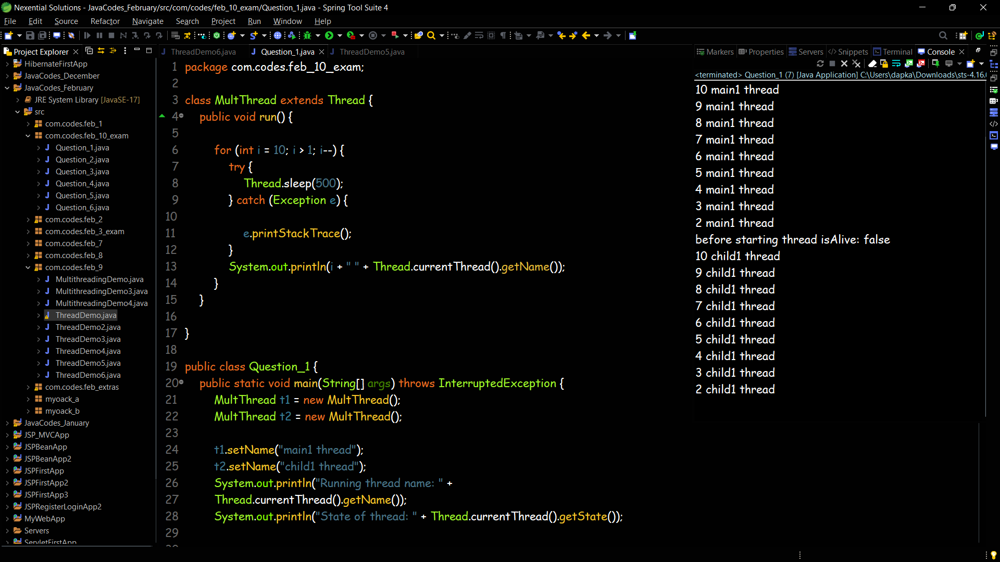 Nexential Solutions - JavaCodes_February/src/com/codes/feb_10_exam/Question_1.java - Spring Tool Suite 4
File Edit Source Refactor Navigate Search Project Run Window Help
Project Explorer
HibernateFirstApp
JavaCodes_December
JavaCodes_February
JRE System Library [JavaSE-17]
src
com.codes.feb_1
com.codes.feb_10_exam
Question_1.java
Question_2.java
Question_3.java
Question_4.java
Question_5.java
Question_6.java
com.codes.feb_2
com.codes.feb_3_exam
com.codes.feb_7
com.codes.feb_8
com.codes.feb_9
MultithreadingDemo.java
MultithreadingDemo3.java
MultithreadingDemo4.java
ThreadDemo.java
ThreadDemo2.java
ThreadDemo3.java
ThreadDemo4.java
ThreadDemo5.java
ThreadDemo6.java
com.codes.feb_extras
myoack_a
myoack_b
JavaCodes_January
JSP_MVCApp
JSPBeanApp
JSPBeanApp2
JSPFirstApp
JSPFirstApp2
JSPFirstApp3
JSPRegisterLoginApp2
MyWebApp
Servers
ServletFirstApp
ThreadDemo6.java Question_1.java ThreadDemo5.java
1 package com.codes.feb_10_exam;
2
3 class MultThread extends Thread {
4 public void run() {
5
6 for (int i = 10; i > 1; i--) {
7 try {
8 Thread.sleep(500);
9 } catch (Exception e) {
10
11 e.printStackTrace();
12 }
13 System.out.println(i + " " + Thread.currentThread().getName());
14 }
15 }
16
17 }
18
19 public class Question_1 {
20 public static void main(String[] args) throws InterruptedException {
21 MultThread t1 = new MultThread();
22 MultThread t2 = new MultThread();
23
24 t1.setName("main1 thread");
25 t2.setName("child1 thread");
26 System.out.println("Running thread name: " +
27 Thread.currentThread().getName());
28 System.out.println("State of thread: " + Thread.currentThread().getState());
29
Markers Properties Servers Snippets Terminal Console
<terminated> Question_1 (7) [Java Application] C:\Users\dapka\Downloads\sts-4.16.
10 main1 thread
9 main1 thread
8 main1 thread
7 main1 thread
6 main1 thread
5 main1 thread
4 main1 thread
3 main1 thread
2 main1 thread
before starting thread isAlive: false
10 child1 thread
9 child1 thread
8 child1 thread
7 child1 thread
6 child1 thread
5 child1 thread
4 child1 thread
3 child1 thread
2 child1 thread